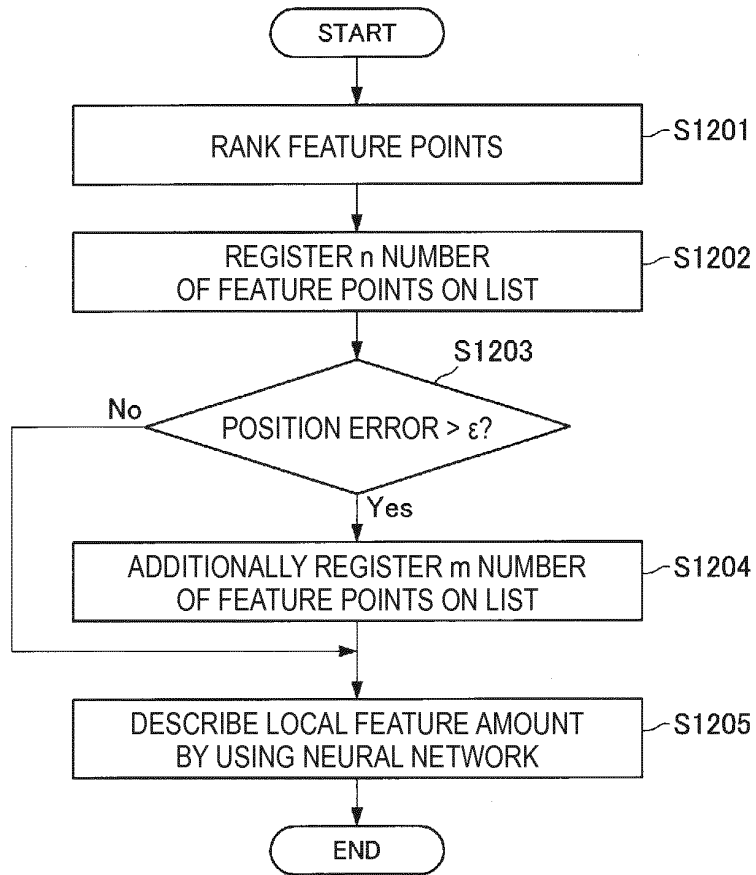 START
RANK FEATURE POINTS
S1201
REGISTER n NUMBER
OF FEATURE POINTS ON LIST
S1202
S1203
POSITION ERROR > ε?
No
Yes
ADDITIONALLY REGISTER m NUMBER
OF FEATURE POINTS ON LIST
S1204
DESCRIBE LOCAL FEATURE AMOUNT
BY USING NEURAL NETWORK
S1205
END